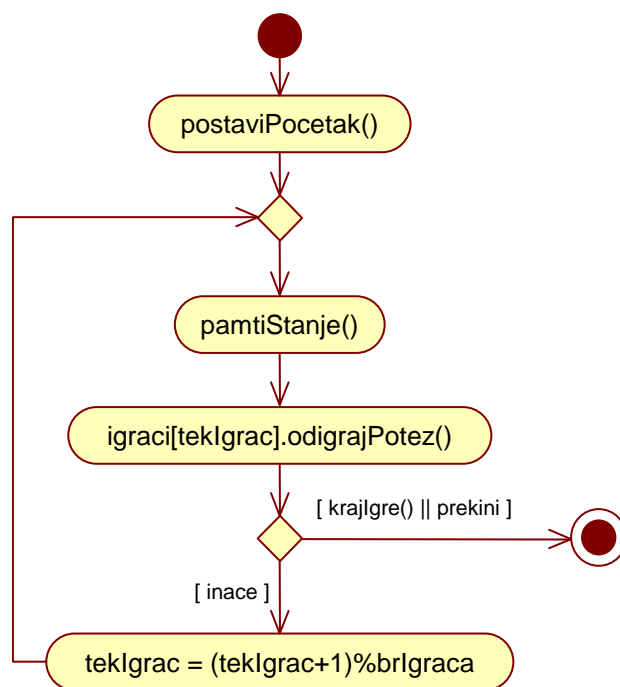 postaviPocetak()
pamtiStanje()
igraci[tekIgrac].odigrajPotez()
[ krajIgre() || prekini ]
[ inace ]
tekIgrac = (tekIgrac+1)%brIgraca